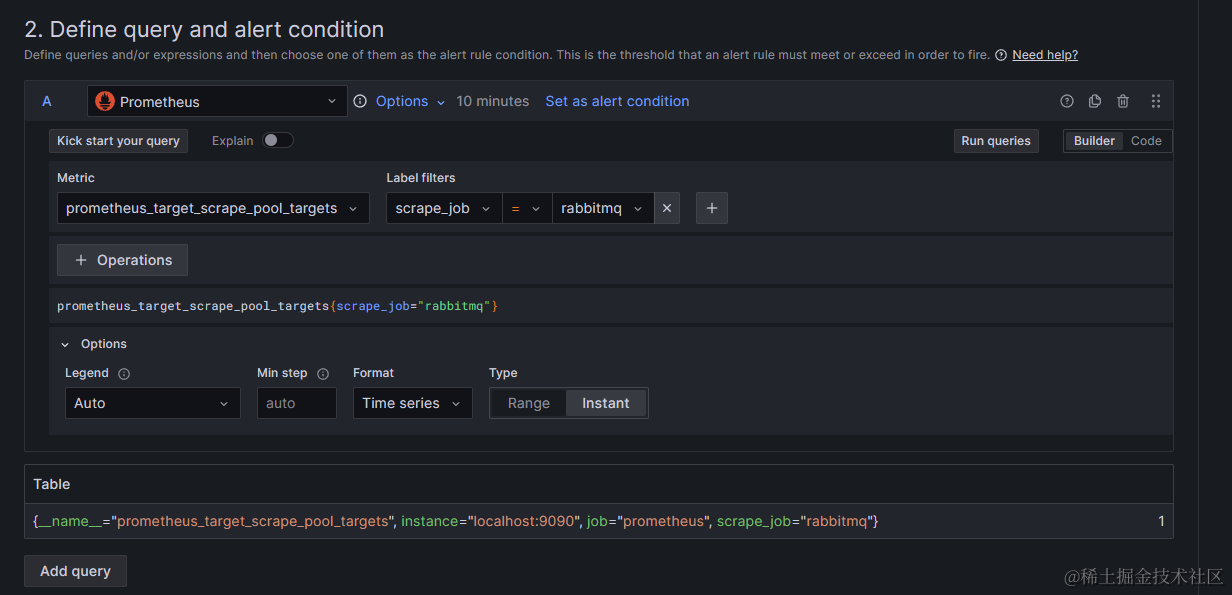 2. Define query and alert condition
Define queries and/or expressions and then choose one of them as the alert rule condition. This is the threshold that an alert rule must meet or exceed in order to fire. Need help?
A Prometheus Options 10 minutes Set as alert condition
Kick start your query Explain Run queries Builder Code
Metric Label filters
prometheus_target_scrape_pool_targets scrape_job = rabbitmq
+ Operations
prometheus_target_scrape_pool_targets{scrape_job="rabbitmq"}
Options
Legend Min step Format Type
Auto auto Time series Range Instant
Table
{__name__="prometheus_target_scrape_pool_targets", instance="localhost:9090", job="prometheus", scrape_job="rabbitmq"} 1
Add query
@稀土掘金技术社区